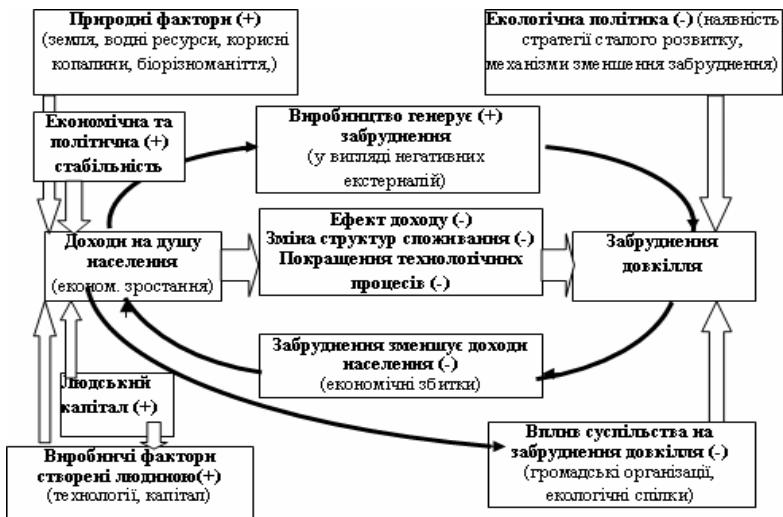 Природні фактори (+)
(земля, водні ресурси, корисні
копалини, біорізноманіття,)
Екологічна політика (-) (наявність
стратегії сталого розвитку,
механізми зменшення забруднення)
Економічна та
політична (+)
стабільність
Виробництво генерує (+)
забруднення
(у вигляді негативних
екстерналій)
Доходи на душу
населення
(економ. зростання)
Ефект доходу (-)
Зміна структур споживання (-)
Покращення технологічних
процесів (-)
Забруднення
довкілля
Забруднення зменшує доходи
населення (-)
(економічні збитки)
Людський
капітал (+)
Виробничі фактори
створені людиною(+)
(технології, капітал)
Вплив суспільства на
забруднення довкілля (-)
(громадські організації,
екологічні спілки)